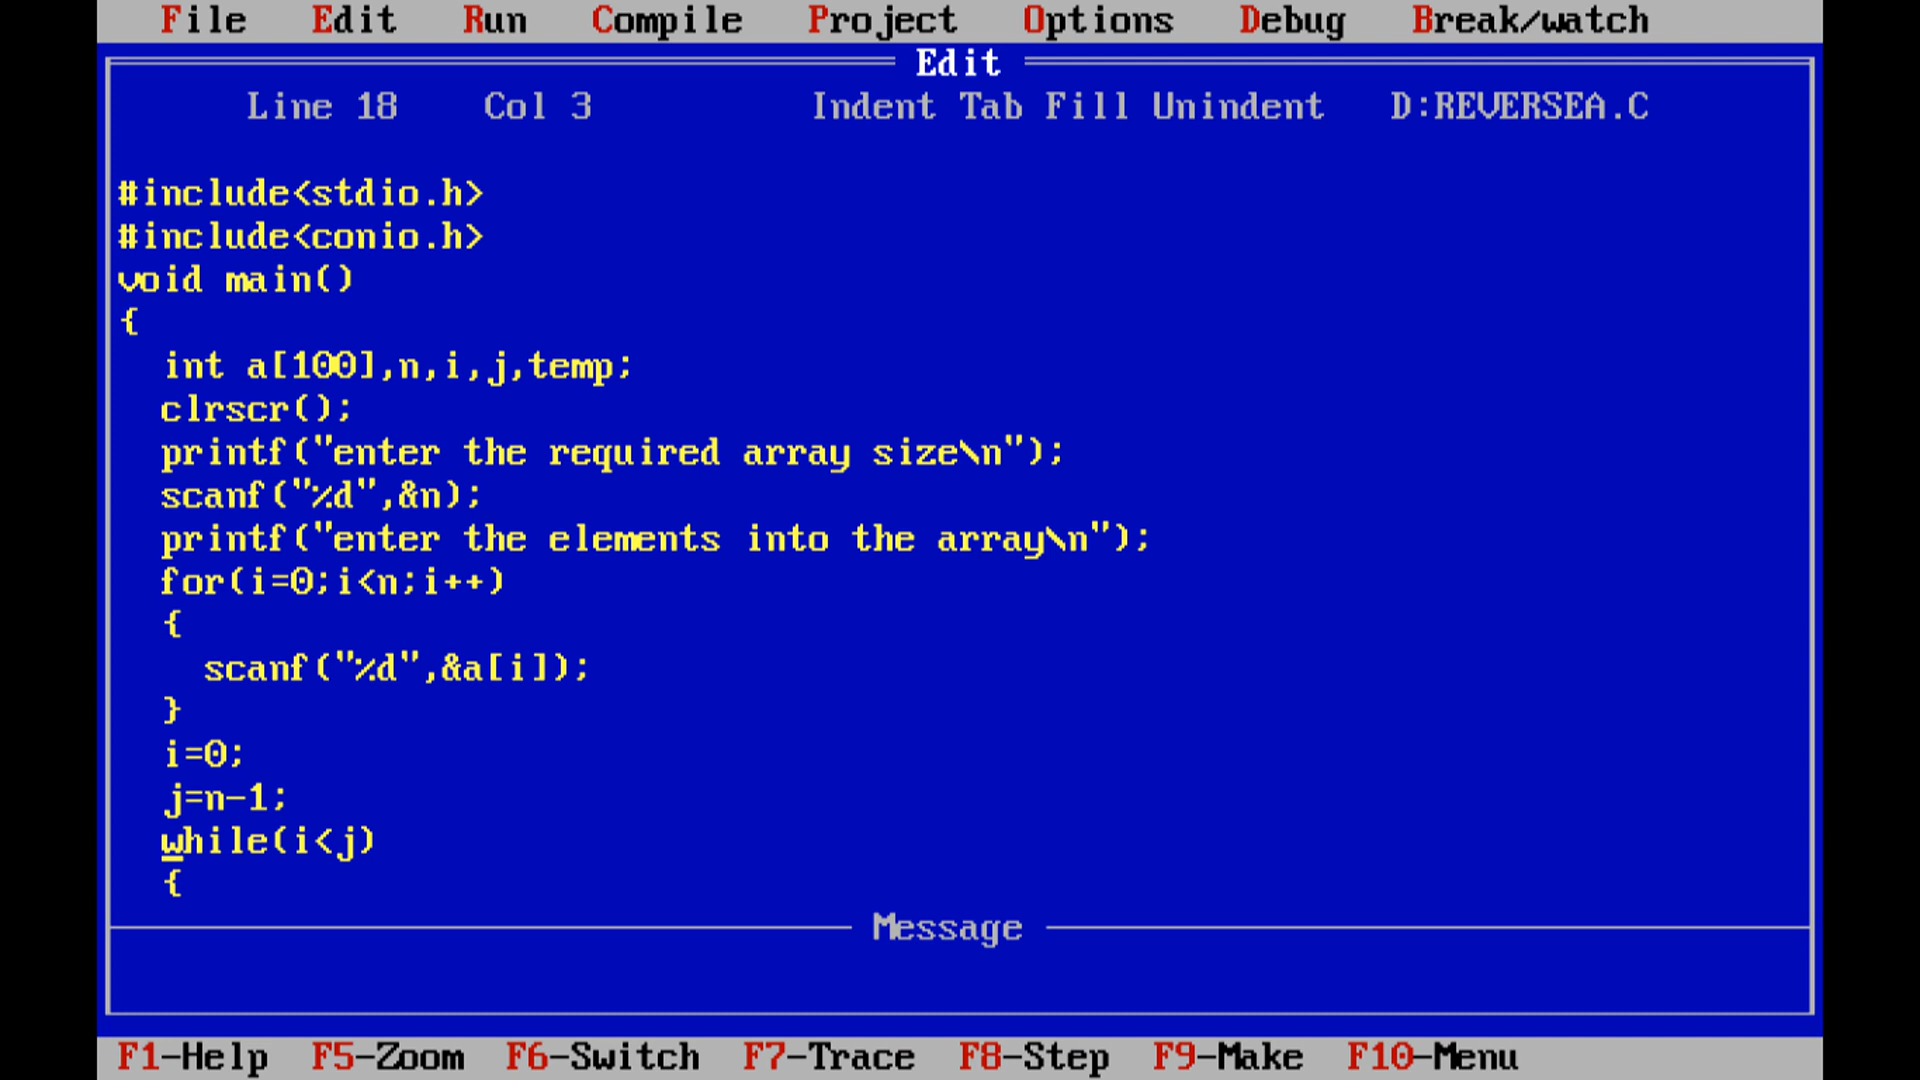 File Edit Run Compile Project Options Debug Break/watch
Edit
Line 18 Col 3 Indent Tab Fill Unindent D:REVERSEA.C
#include<stdio.h>
#include<conio.h>
void main()
{
int a[100],n,i,j,temp;
clrscr();
printf("enter the required array size\n");
scanf("%d",&n);
printf("enter the elements into the array\n");
for(i=0;i<n;i++)
{
scanf("%d",&a[i]);
}
i=0;
j=n-1;
while(i<j)
{
Message
F1-Help F5-Zoom F6-Switch F7-Trace F8-Step F9-Make F10-Menu